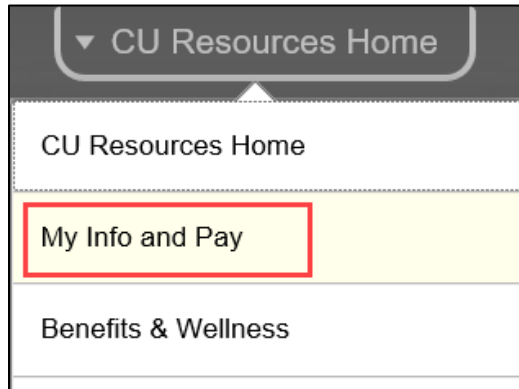 ▼ CU Resources Home
CU Resources Home
My Info and Pay
Benefits & Wellness